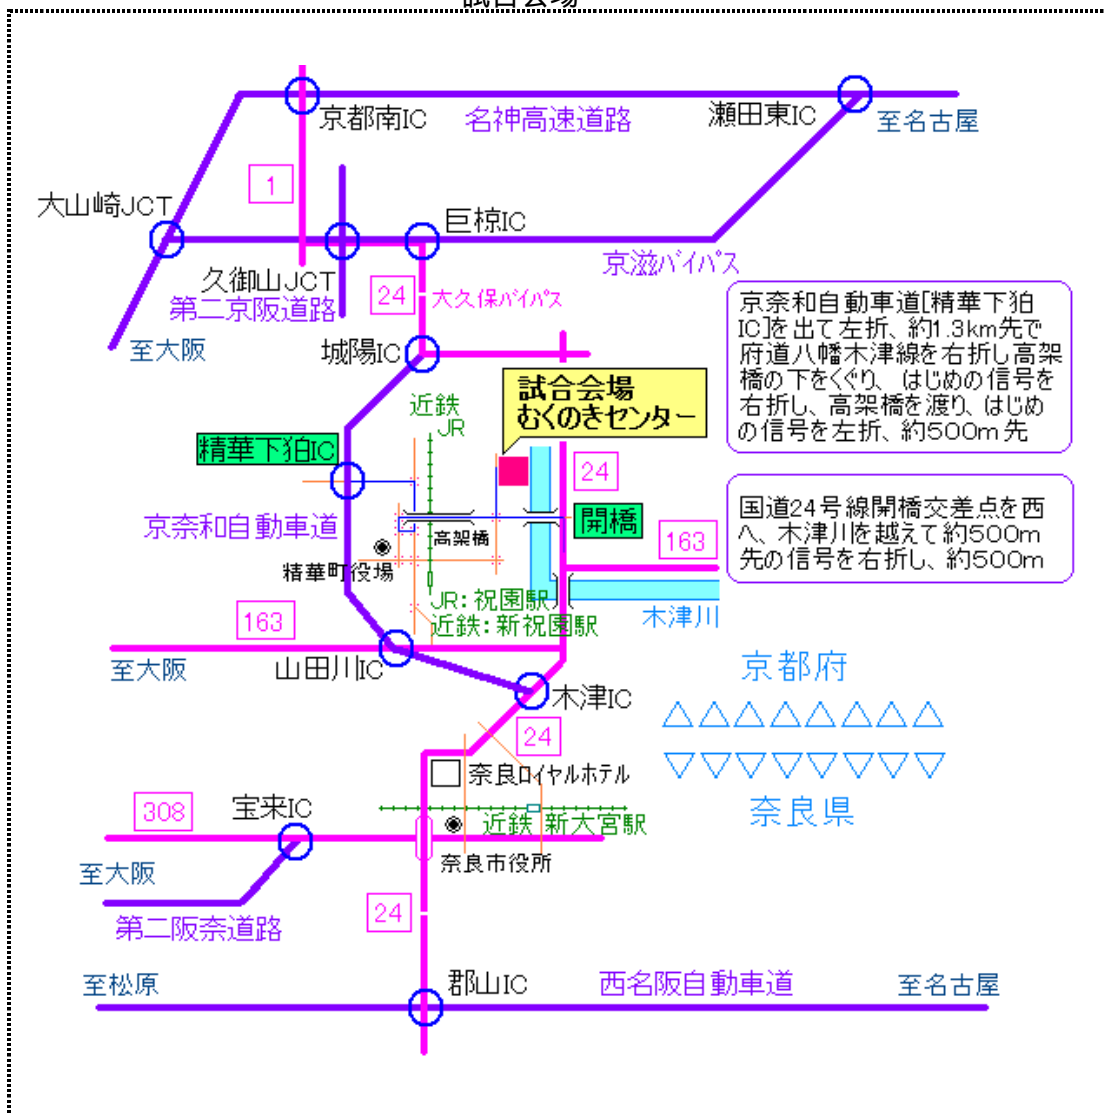 試合会場
京都南IC
名神高速道路
瀬田東IC
至名古屋
1
大山崎JCT
巨椋IC
久御山JCT
京滋バイパス
第二京阪道路
24
大久保バイパス
至大阪
城陽IC
京奈和自動車道[精華下狛
IC]を出て左折、約1.3km先で
府道八幡木津線を右折し高架
橋の下をくぐり、はじめの信号を
右折し、高架橋を渡り、はじめ
の信号を左折、約500m先
試合会場
むくのきセンター
近鉄
JR
精華下狛IC
24
京奈和自動車道
高架橋
開橋
163
国道24号線開橋交差点を西
へ、木津川を越えて約500m
先の信号を右折し、約500m
精華町役場
JR:祝園駅
近鉄:新祝園駅
木津川
163
至大阪
山田川IC
木津IC
京都府
24
奈良ロイヤルホテル
奈良県
308
宝来IC
近鉄 新大宮駅
至大阪
奈良市役所
24
第二阪奈道路
至松原
郡山IC
西名阪自動車道
至名古屋